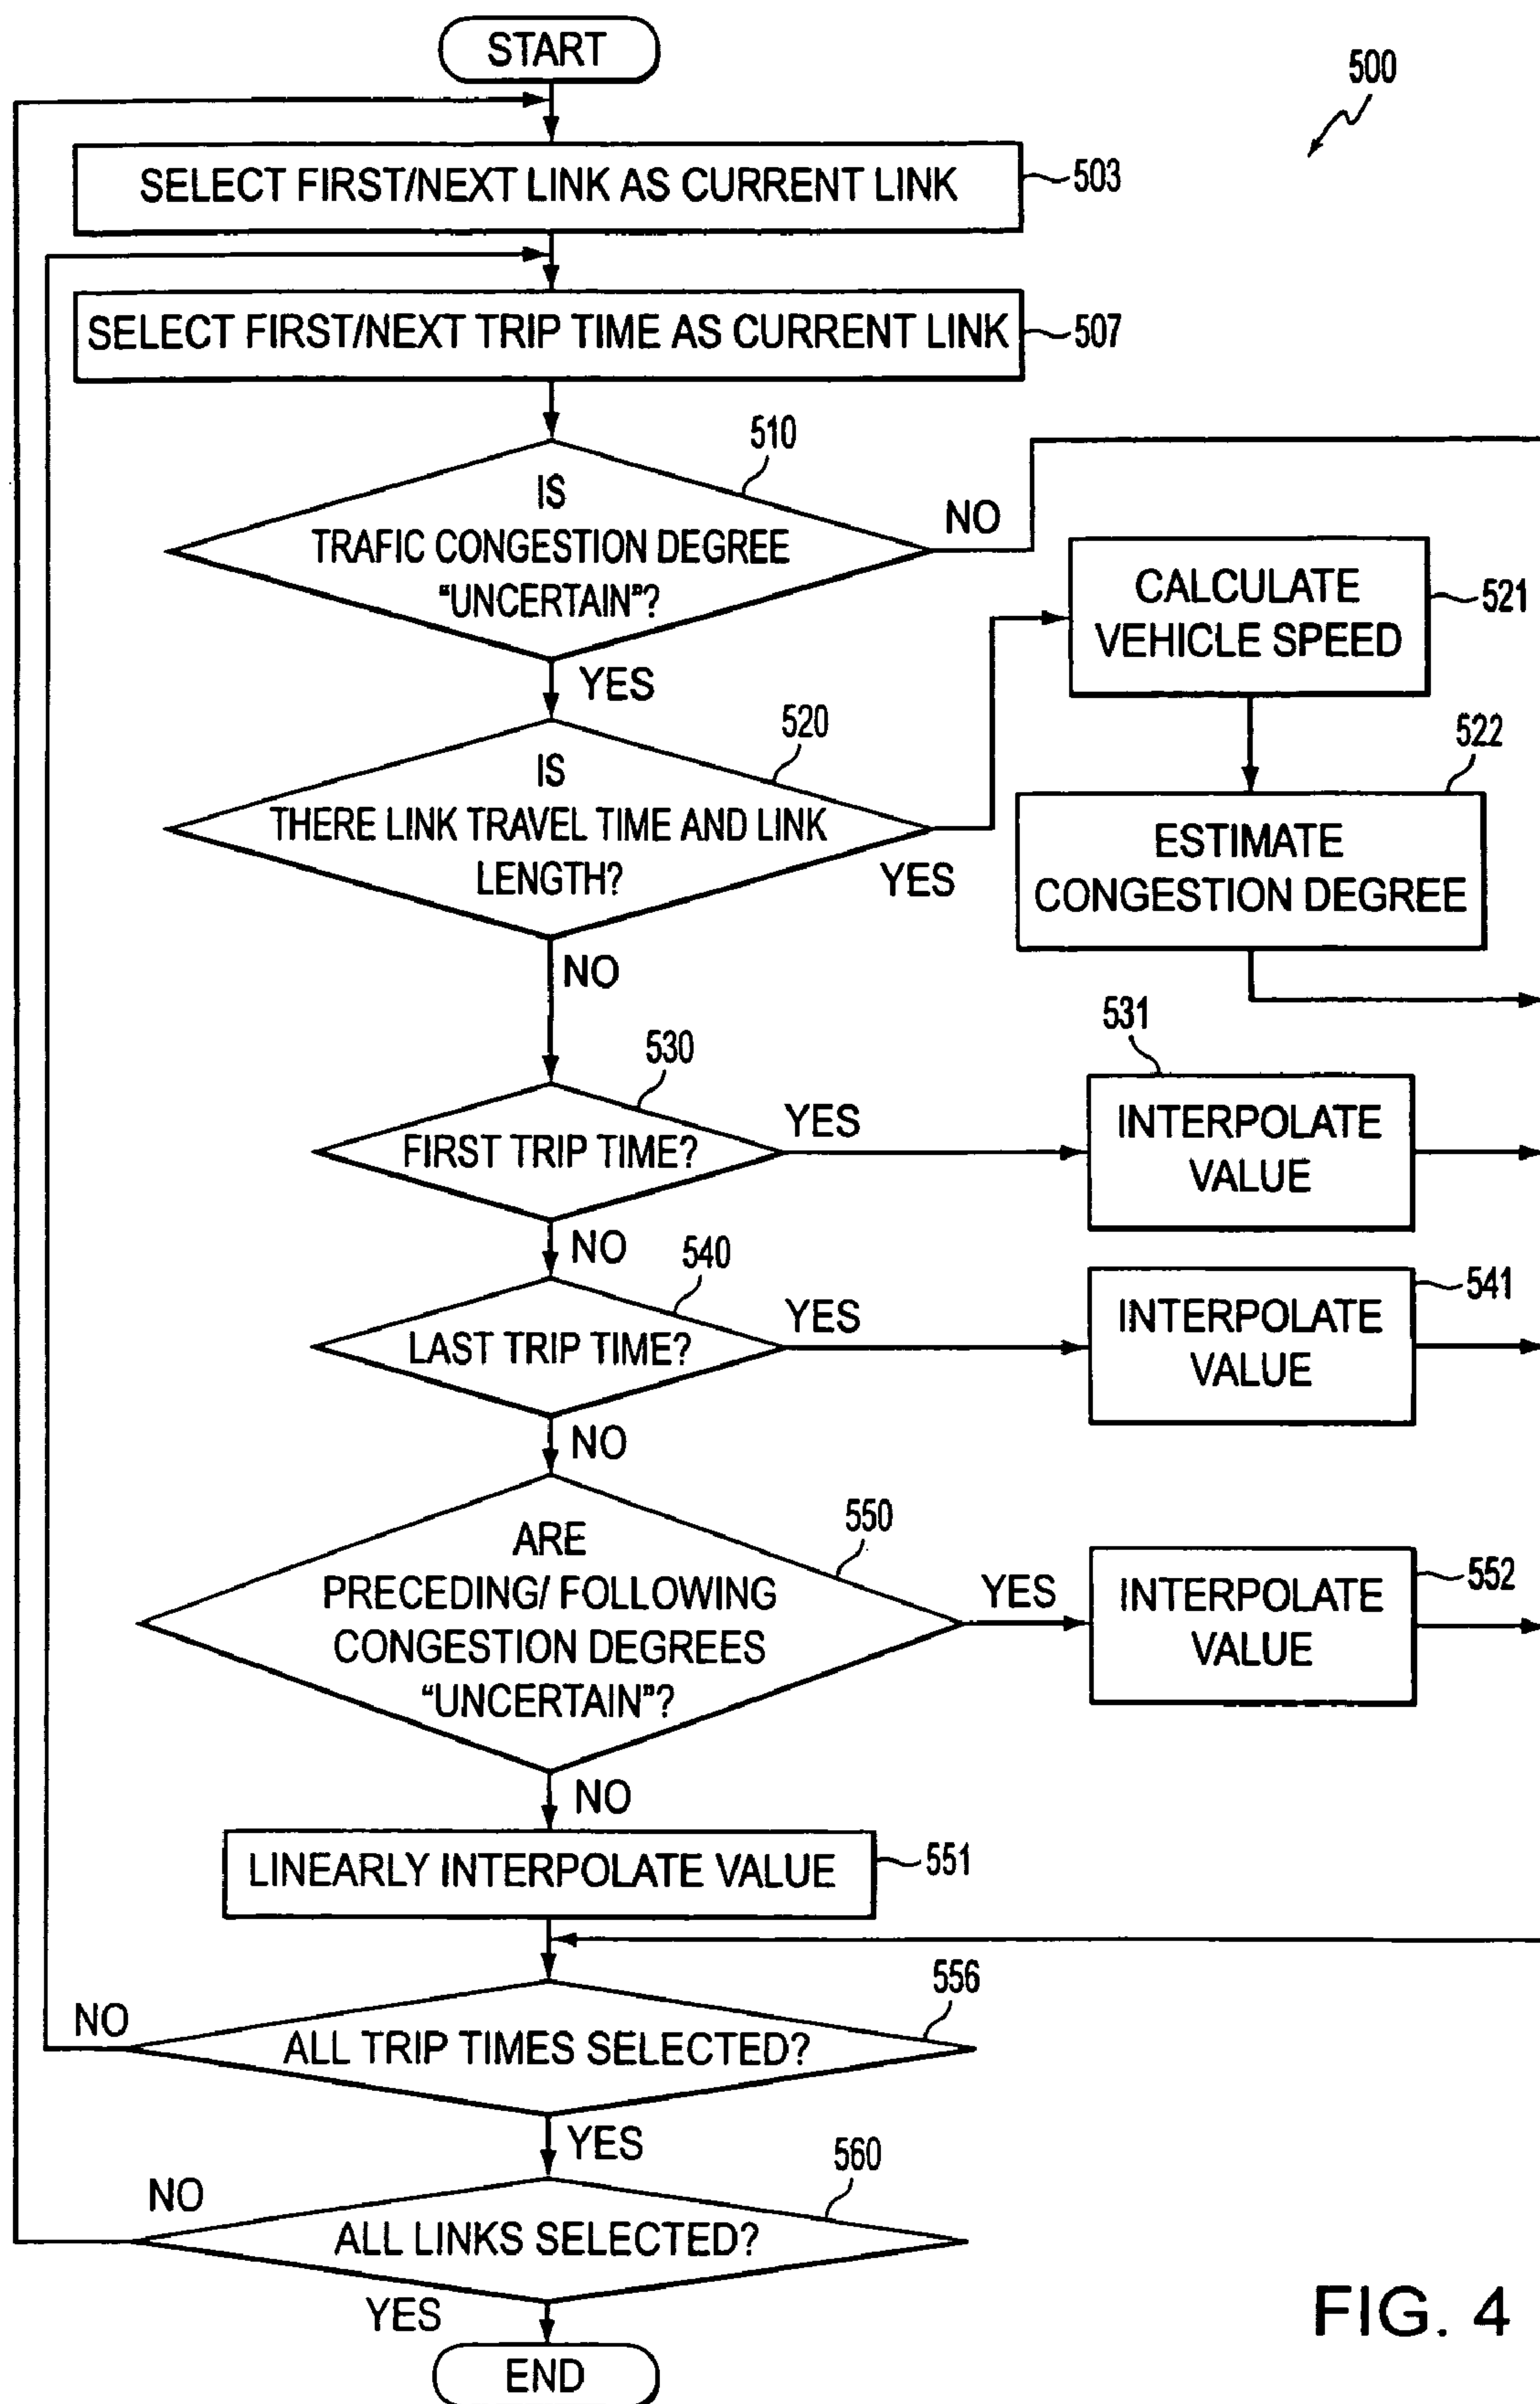 START
500
SELECT FIRST/NEXT LINK AS CURRENT LINK
503
SELECT FIRST/NEXT TRIP TIME AS CURRENT LINK
507
510
IS
TRAFIC CONGESTION DEGREE
"UNCERTAIN"?
NO
YES
CALCULATE
VEHICLE SPEED
521
520
IS
THERE LINK TRAVEL TIME AND LINK
LENGTH?
YES
NO
522
ESTIMATE
CONGESTION DEGREE
530
FIRST TRIP TIME?
YES
NO
531
INTERPOLATE
VALUE
540
LAST TRIP TIME?
YES
NO
541
INTERPOLATE
VALUE
550
ARE
PRECEDING/ FOLLOWING
CONGESTION DEGREES
"UNCERTAIN"?
YES
NO
552
INTERPOLATE
VALUE
LINEARLY INTERPOLATE VALUE
551
556
NO
ALL TRIP TIMES SELECTED?
YES
560
NO
ALL LINKS SELECTED?
YES
END
FIG. 4